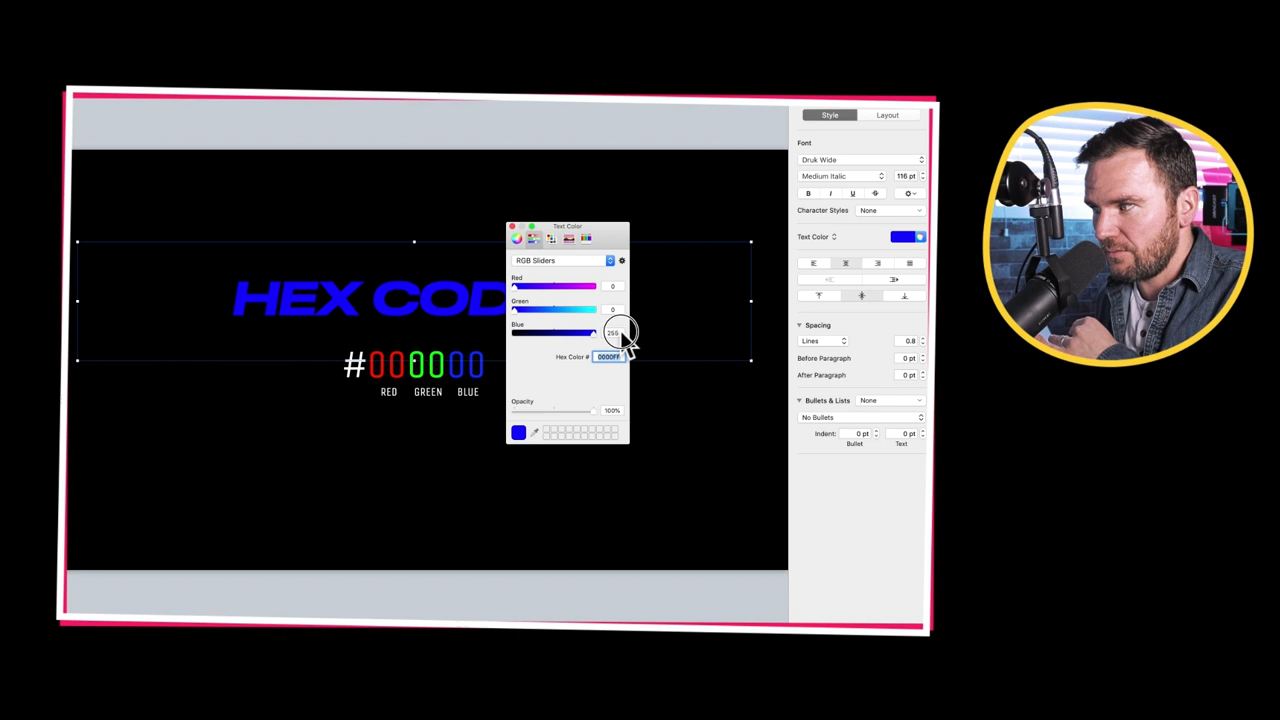 Style Layout
Font
Druk Wide
Medium Italic 116 pt
B I U S
Character Styles None
Text Color
Text Color
RGB Sliders
Red
0
Green
0
Blue
255
Hex Color # 0000FF
Opacity
100%
HEX COD
#000000
RED GREEN BLUE
Spacing
Lines 0.8
Before Paragraph 0 pt
After Paragraph 0 pt
Bullets & Lists None
No Bullets
Indent: 0 pt 0 pt
Bullet Text